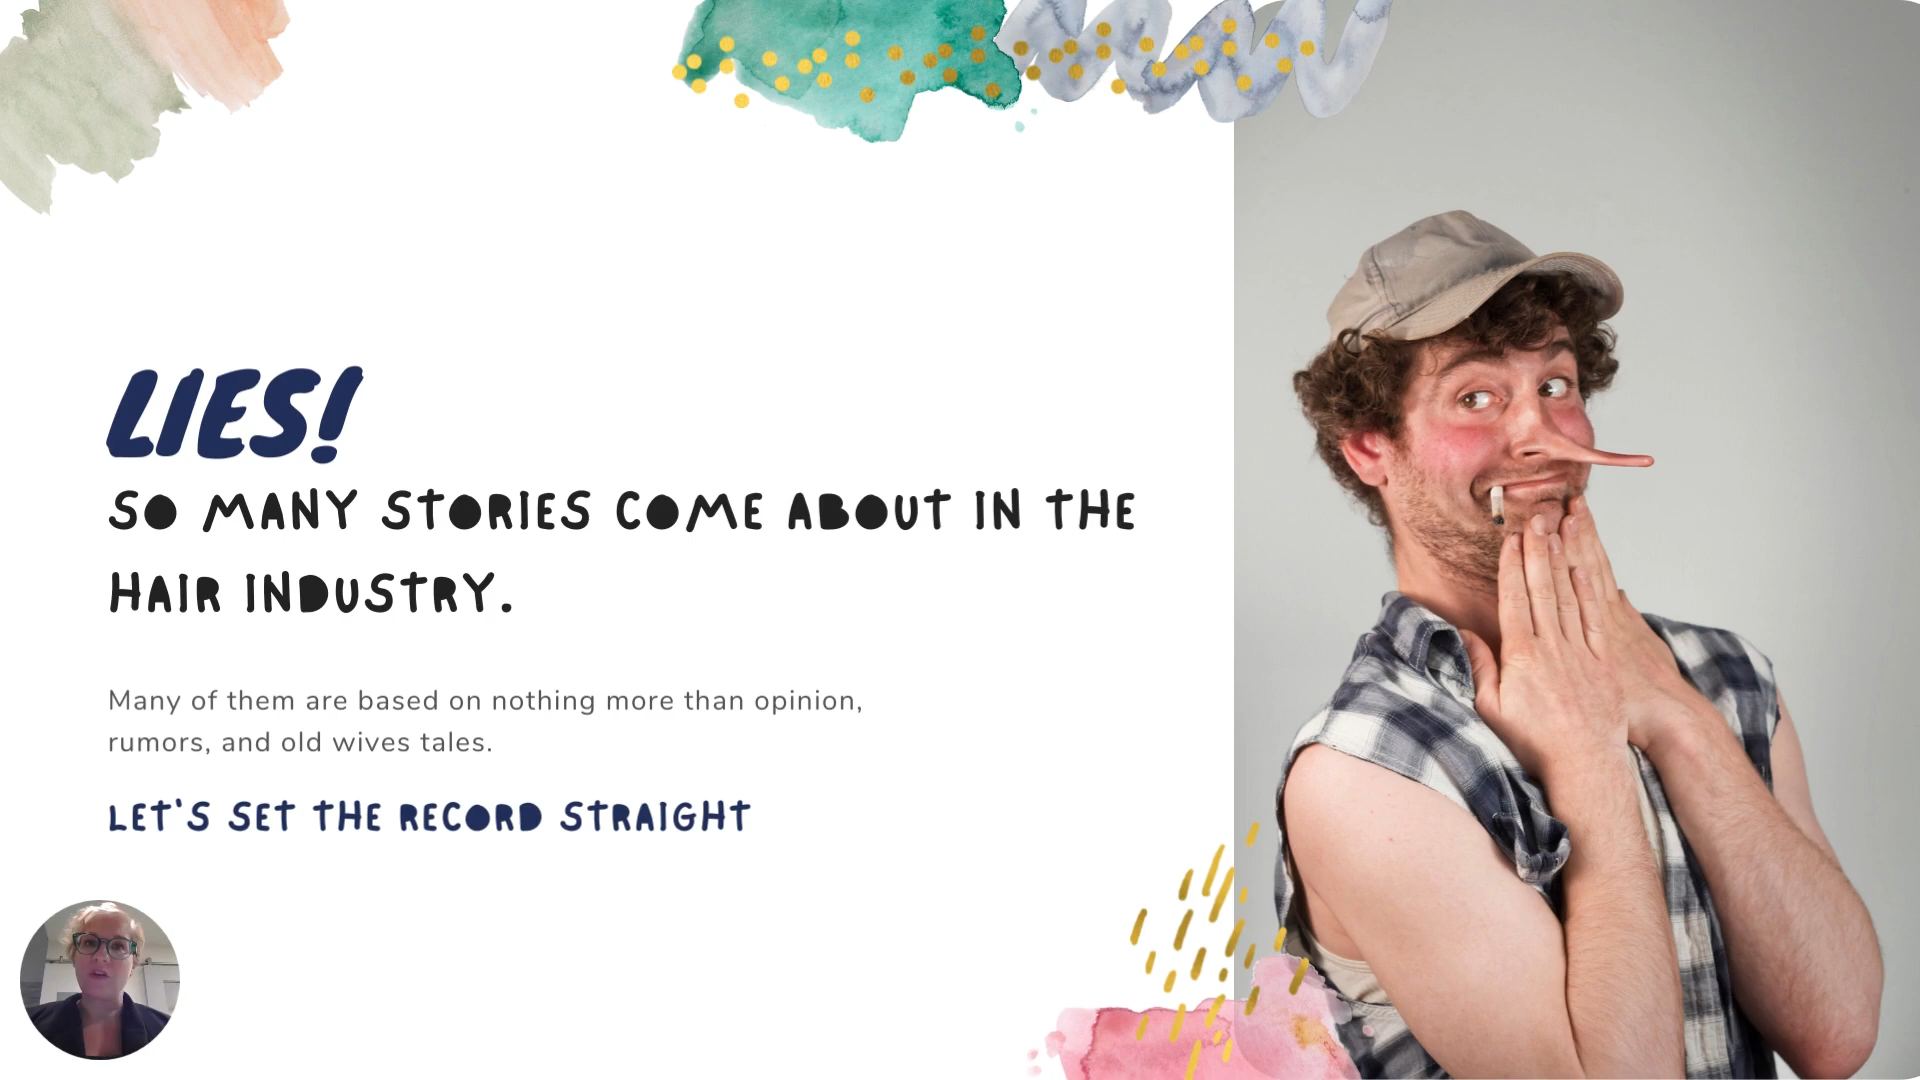 LIES!
SO MANY STORIES COME ABOUT IN THE
HAIR INDUSTRY.
Many of them are based on nothing more than opinion,
rumors, and old wives tales.
LET'S SET THE RECORD STRAIGHT